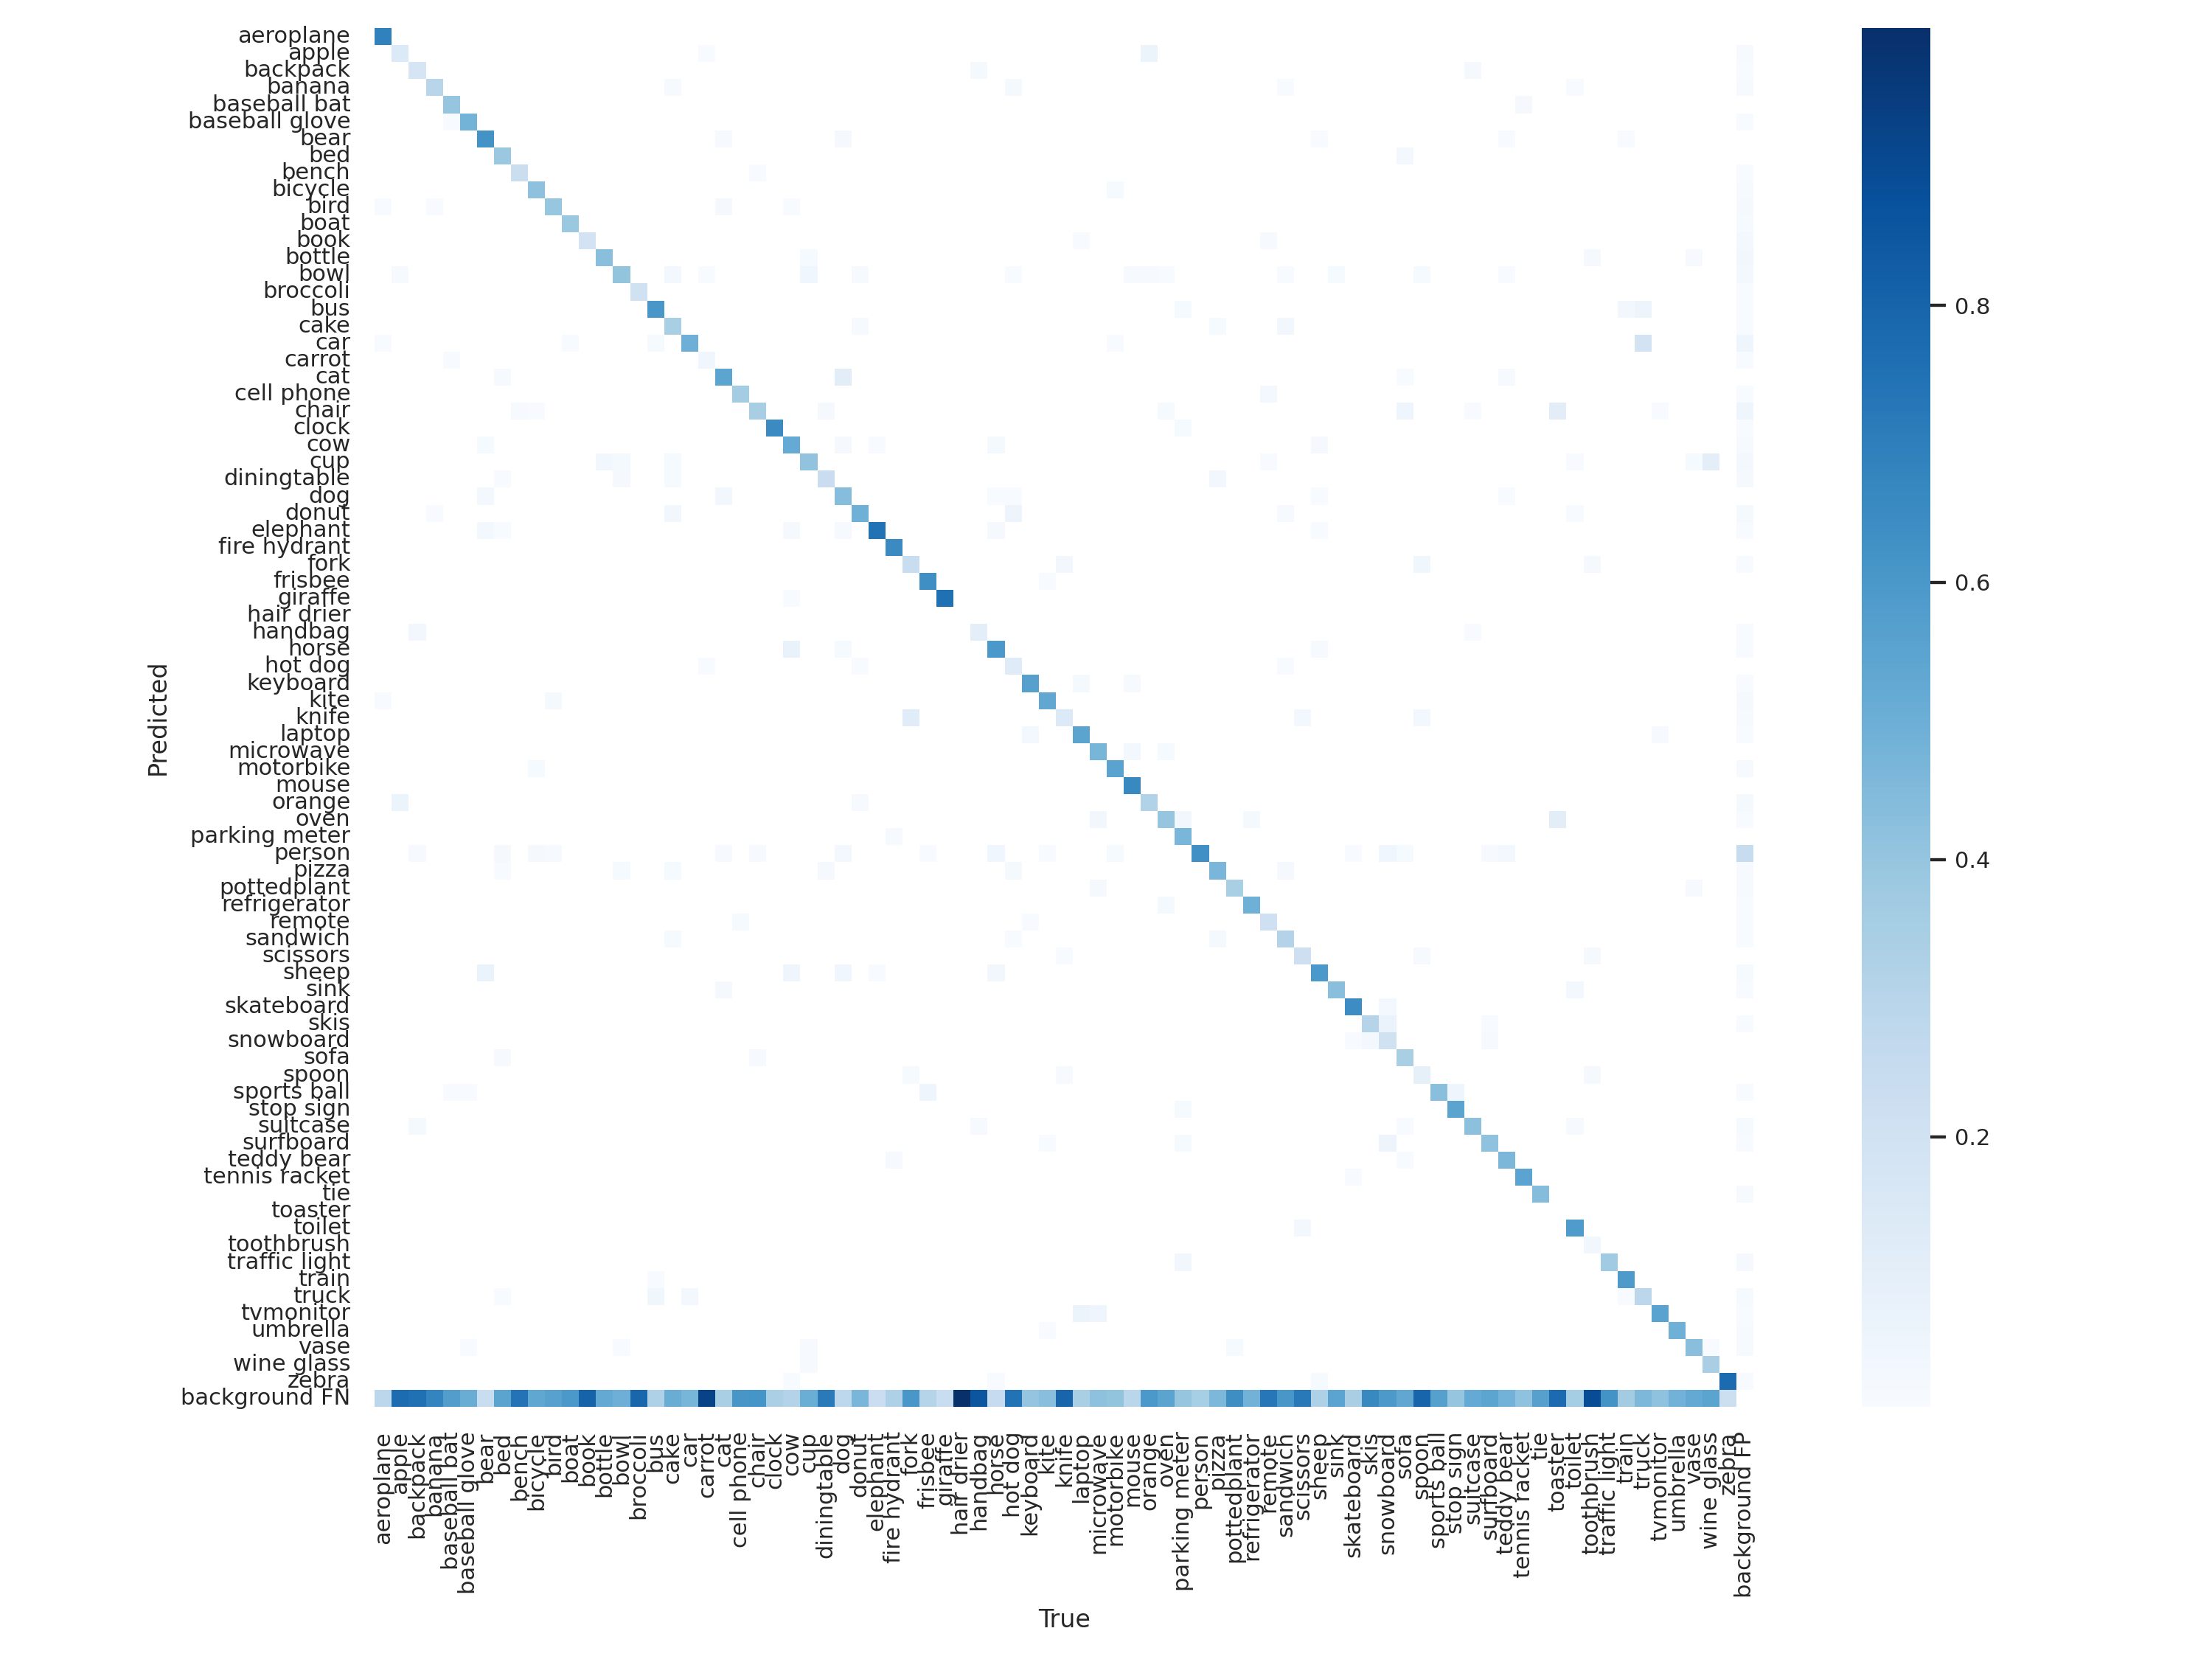 aeroplane
apple
backpack
banana
baseball bat
baseball glove
bear
bed
bench
bicycle
bird
boat
book
bottle
bowl
broccoli
bus
cake
car
carrot
cat
cell phone
chair
clock
cow
cup
diningtable
dog
donut
elephant
fire hydrant
fork
frisbee
giraffe
hair drier
handbag
horse
hot dog
keyboard
kite
knife
laptop
microwave
motorbike
mouse
orange
oven
parking meter
person
pizza
pottedplant
refrigerator
remote
sandwich
scissors
sheep
sink
skateboard
skis
snowboard
sofa
spoon
sports ball
stop sign
suitcase
surfboard
teddy bear
tennis racket
tie
toaster
toilet
toothbrush
traffic light
train
truck
tvmonitor
umbrella
vase
wine glass
zebra
background FN
Predicted
aeroplane
apple
backpack
banana
baseball bat
baseball glove
bear
bed
bench
bicycle
bird
boat
book
bottle
bowl
broccoli
bus
cake
car
carrot
cat
cell phone
chair
clock
cow
cup
diningtable
dog
donut
elephant
fire hydrant
fork
frisbee
giraffe
hair drier
handbag
horse
hot dog
keyboard
kite
knife
laptop
microwave
motorbike
mouse
orange
oven
parking meter
person
pizza
pottedplant
refrigerator
remote
sandwich
scissors
sheep
sink
skateboard
skis
snowboard
sofa
spoon
sports ball
stop sign
suitcase
surfboard
teddy bear
tennis racket
tie
toaster
toilet
toothbrush
traffic light
train
truck
tvmonitor
umbrella
vase
wine glass
zebra
background FP
True
0.8
0.6
0.4
0.2